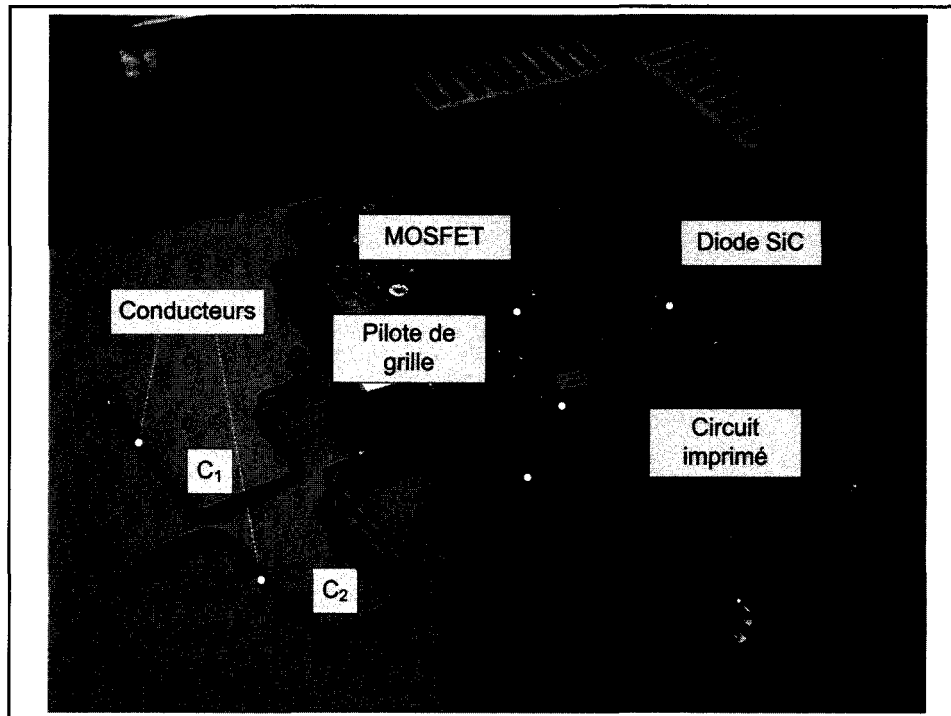 MOSFET
Diode SiC
Conducteurs
Pilote de
grille
Circuit
imprimé
C₁
C₂